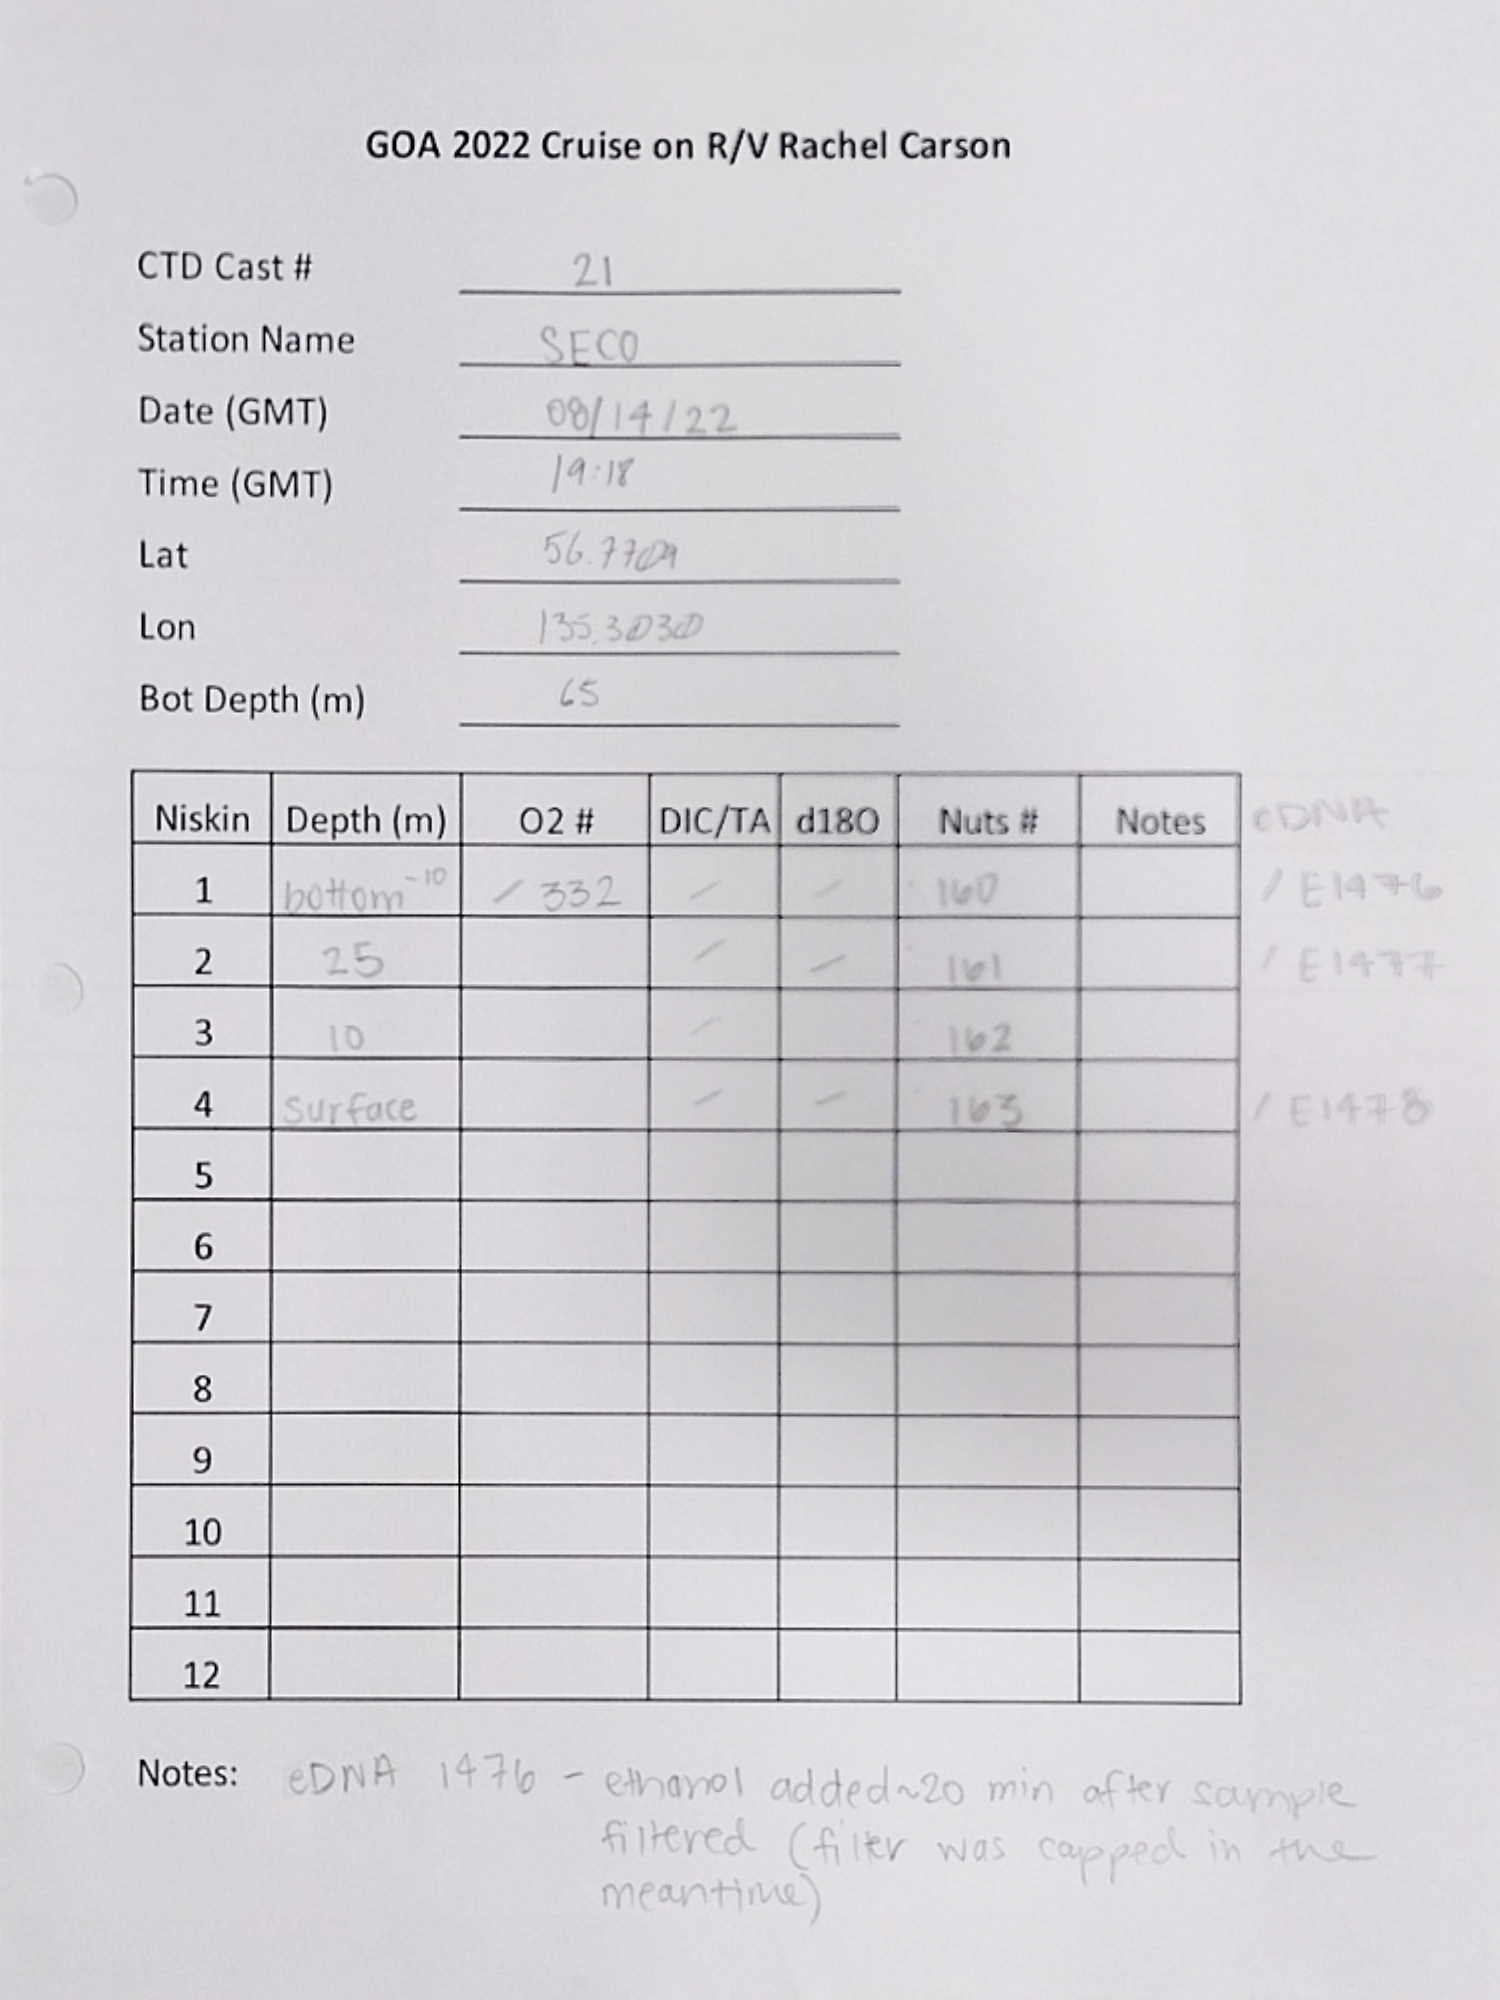 GOA 2022 Cruise on R/V Rachel Carson
CTD Cast # 21
Station Name SECO
Date (GMT) 08/14/22
Time (GMT) 19:18
Lat 56.7709
Lon 135.3030
Bot Depth (m) 65
Niskin Depth (m) O2 # DIC/TA d18O Nuts # Notes eDNA
1 bottom -10 / 332 / / 160 / E1476
2 25 / / 161 / E1477
3 10 / 162
4 surface / / 163 / E1478
5
6
7
8
9
10
11
12
Notes: eDNA 1476 - ethanol added ~20 min after sample
filtered (filter was capped in the
meantime)